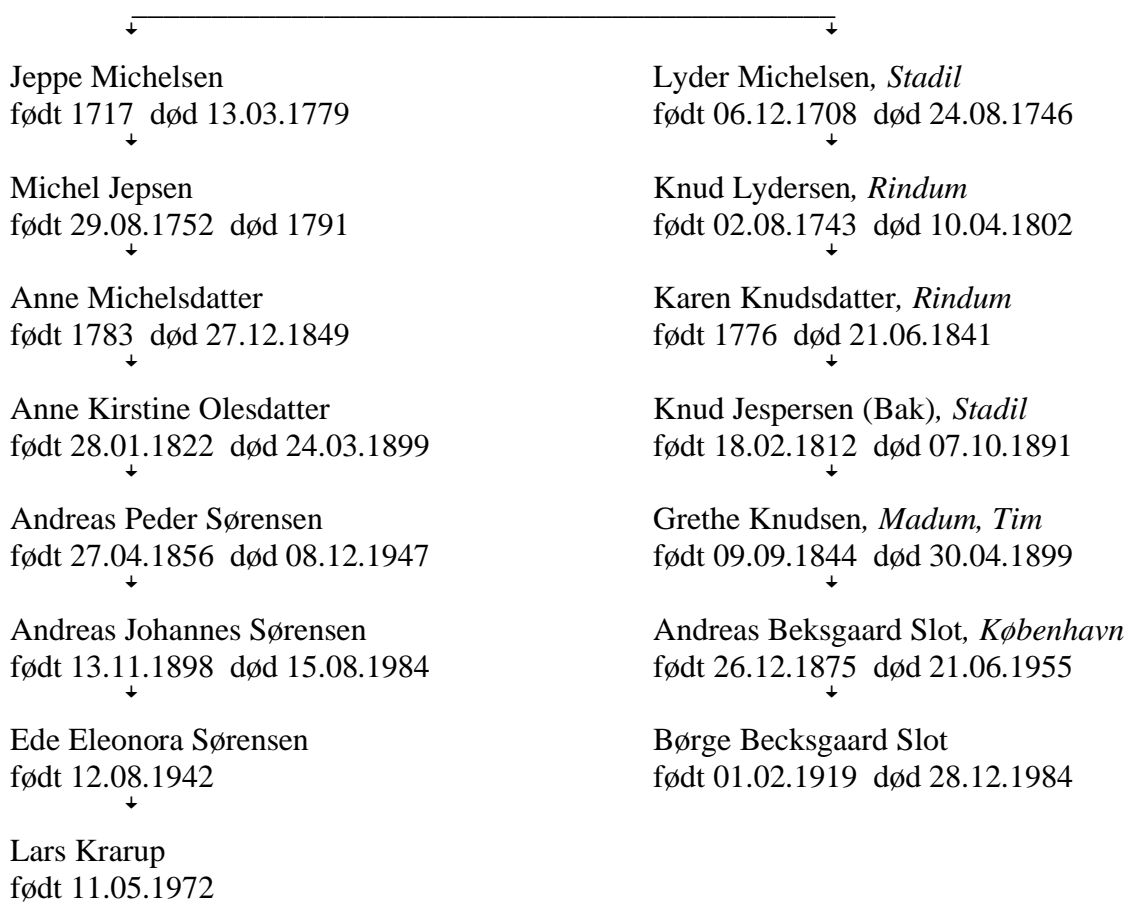 Jeppe Michelsen
født 1717 død 13.03.1779
Michel Jepsen
født 29.08.1752 død 1791
Anne Michelsdatter
født 1783 død 27.12.1849
Anne Kirstine Olesdatter
født 28.01.1822 død 24.03.1899
Andreas Peder Sørensen
født 27.04.1856 død 08.12.1947
Andreas Johannes Sørensen
født 13.11.1898 død 15.08.1984
Ede Eleonora Sørensen
født 12.08.1942
Lars Krarup
født 11.05.1972
Lyder Michelsen, Stadil
født 06.12.1708 død 24.08.1746
Knud Lydersen, Rindum
født 02.08.1743 død 10.04.1802
Karen Knudsdatter, Rindum
født 1776 død 21.06.1841
Knud Jespersen (Bak), Stadil
født 18.02.1812 død 07.10.1891
Grethe Knudsen, Madum, Tim
født 09.09.1844 død 30.04.1899
Andreas Beksgaard Slot, København
født 26.12.1875 død 21.06.1955
Børge Becksgaard Slot
født 01.02.1919 død 28.12.1984